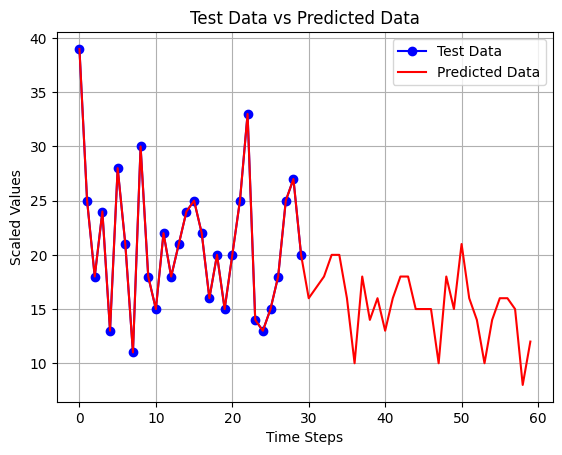 Test Data vs Predicted Data
Test Data
Predicted Data
Scaled Values
40
35
30
25
20
15
10
0 10 20 30 40 50 60
Time Steps